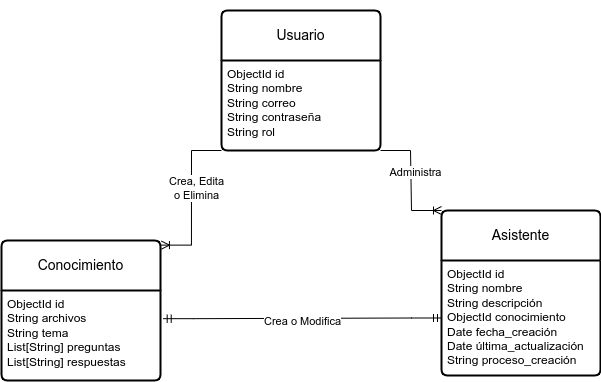 Usuario
ObjectId id
String nombre
String correo
String contraseña
String rol
Crea, Edita
o Elimina
Administra
Conocimiento
ObjectId id
String archivos
String tema
List[String] preguntas
List[String] respuestas
Crea o Modifica
Asistente
ObjectId id
String nombre
String descripción
ObjectId conocimiento
Date fecha_creación
Date última_actualización
String proceso_creación